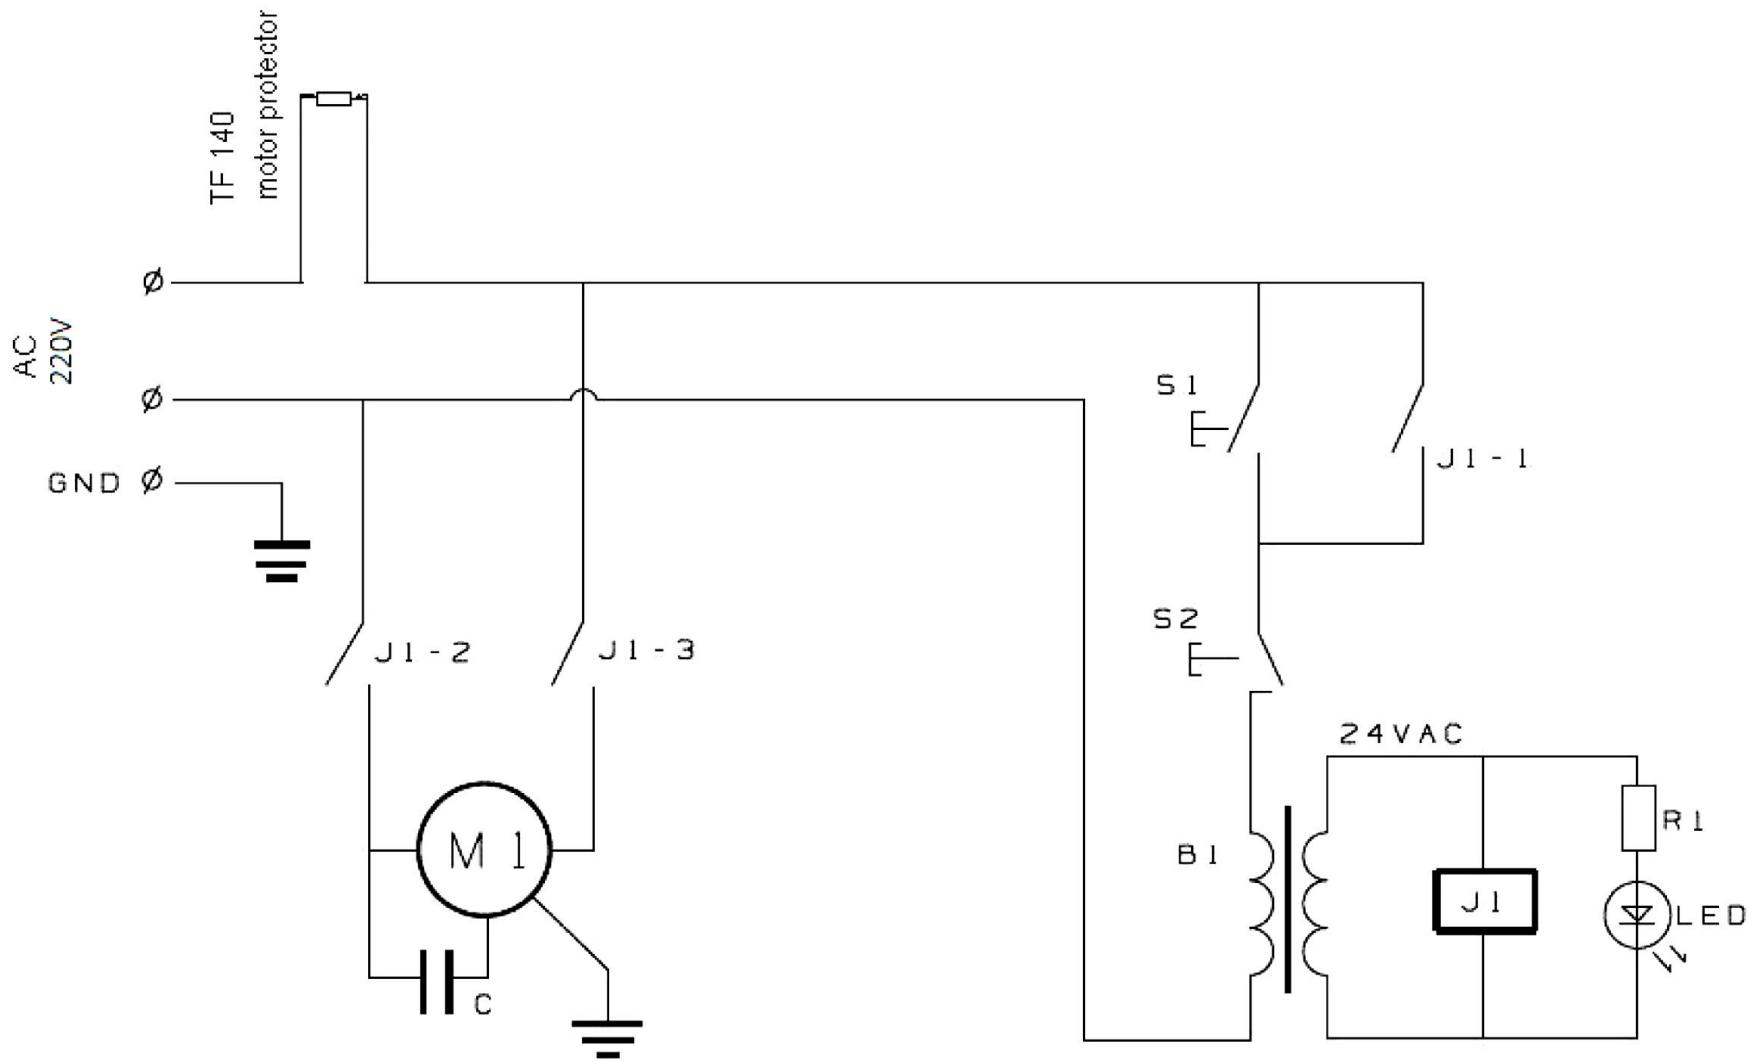 TF 140
motor protector
AC
220V
GND
S1
J1-1
S2
J1-2
J1-3
24VAC
M1
B1
R1
J1
LED
C